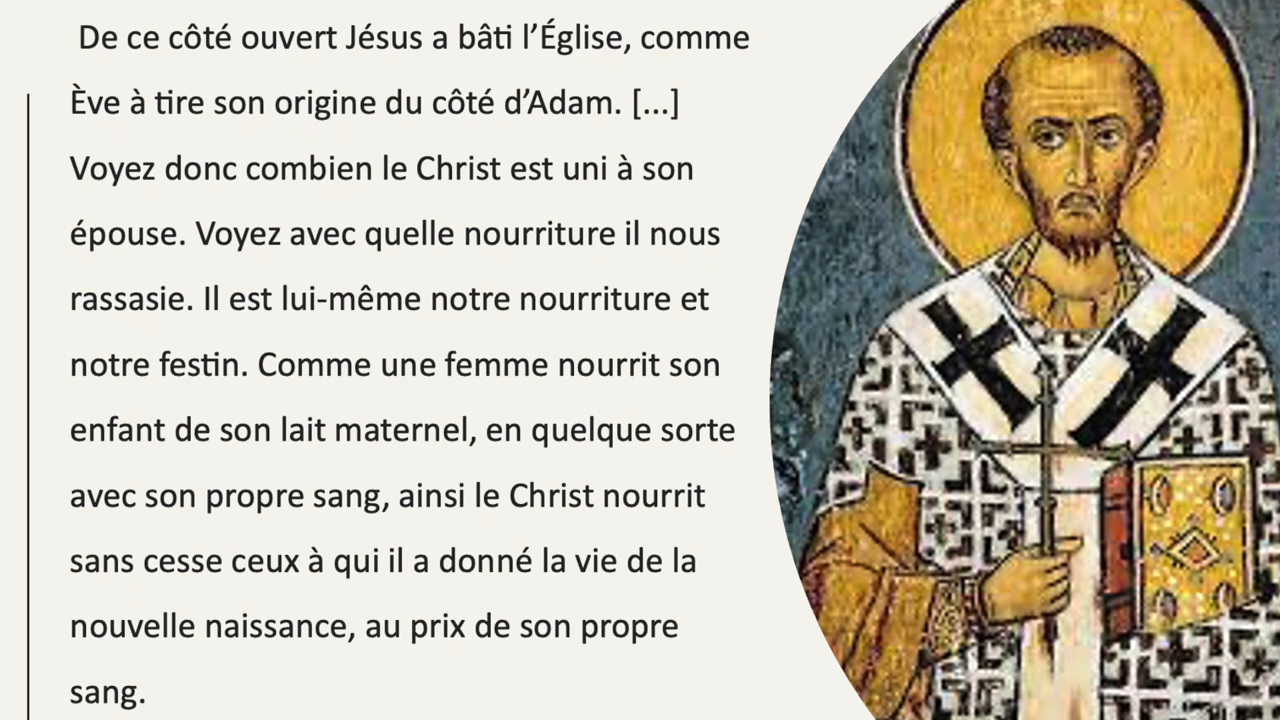 De ce côté ouvert Jésus a bâti l’Église, comme
Ève à tire son origine du côté d’Adam. [...]
Voyez donc combien le Christ est uni à son
épouse. Voyez avec quelle nourriture il nous
rassasie. Il est lui-même notre nourriture et
notre festin. Comme une femme nourrit son
enfant de son lait maternel, en quelque sorte
avec son propre sang, ainsi le Christ nourrit
sans cesse ceux à qui il a donné la vie de la
nouvelle naissance, au prix de son propre
sang.